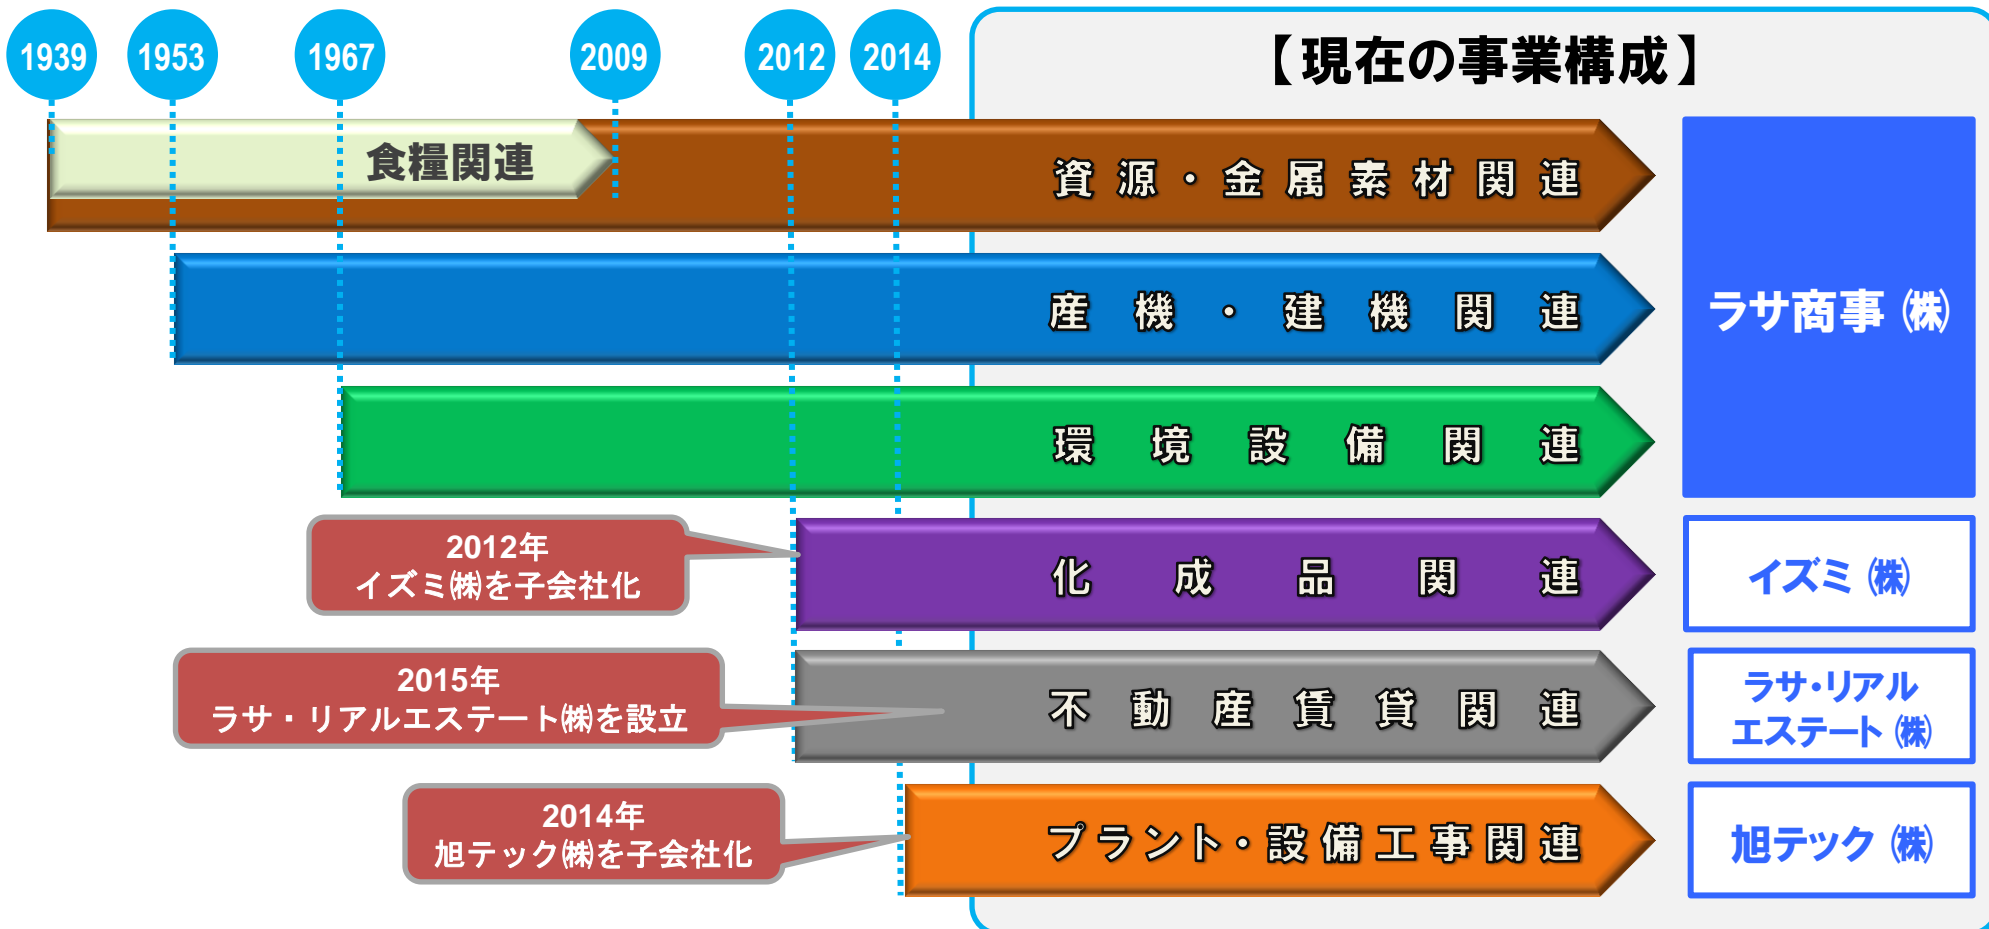 1939
1953
1967
2009
2012
2014
【現在の事業構成】
食糧関連
資源・金属素材関連
産機・建機関連
環境設備関連
ラサ商事㈱
2012年
イズミ㈱を子会社化
化成品関連
イズミ㈱
2015年
ラサ・リアルエステート㈱を設立
不動産賃貸関連
ラサ・リアル
エステート㈱
2014年
旭テック㈱を子会社化
プラント・設備工事関連
旭テック㈱